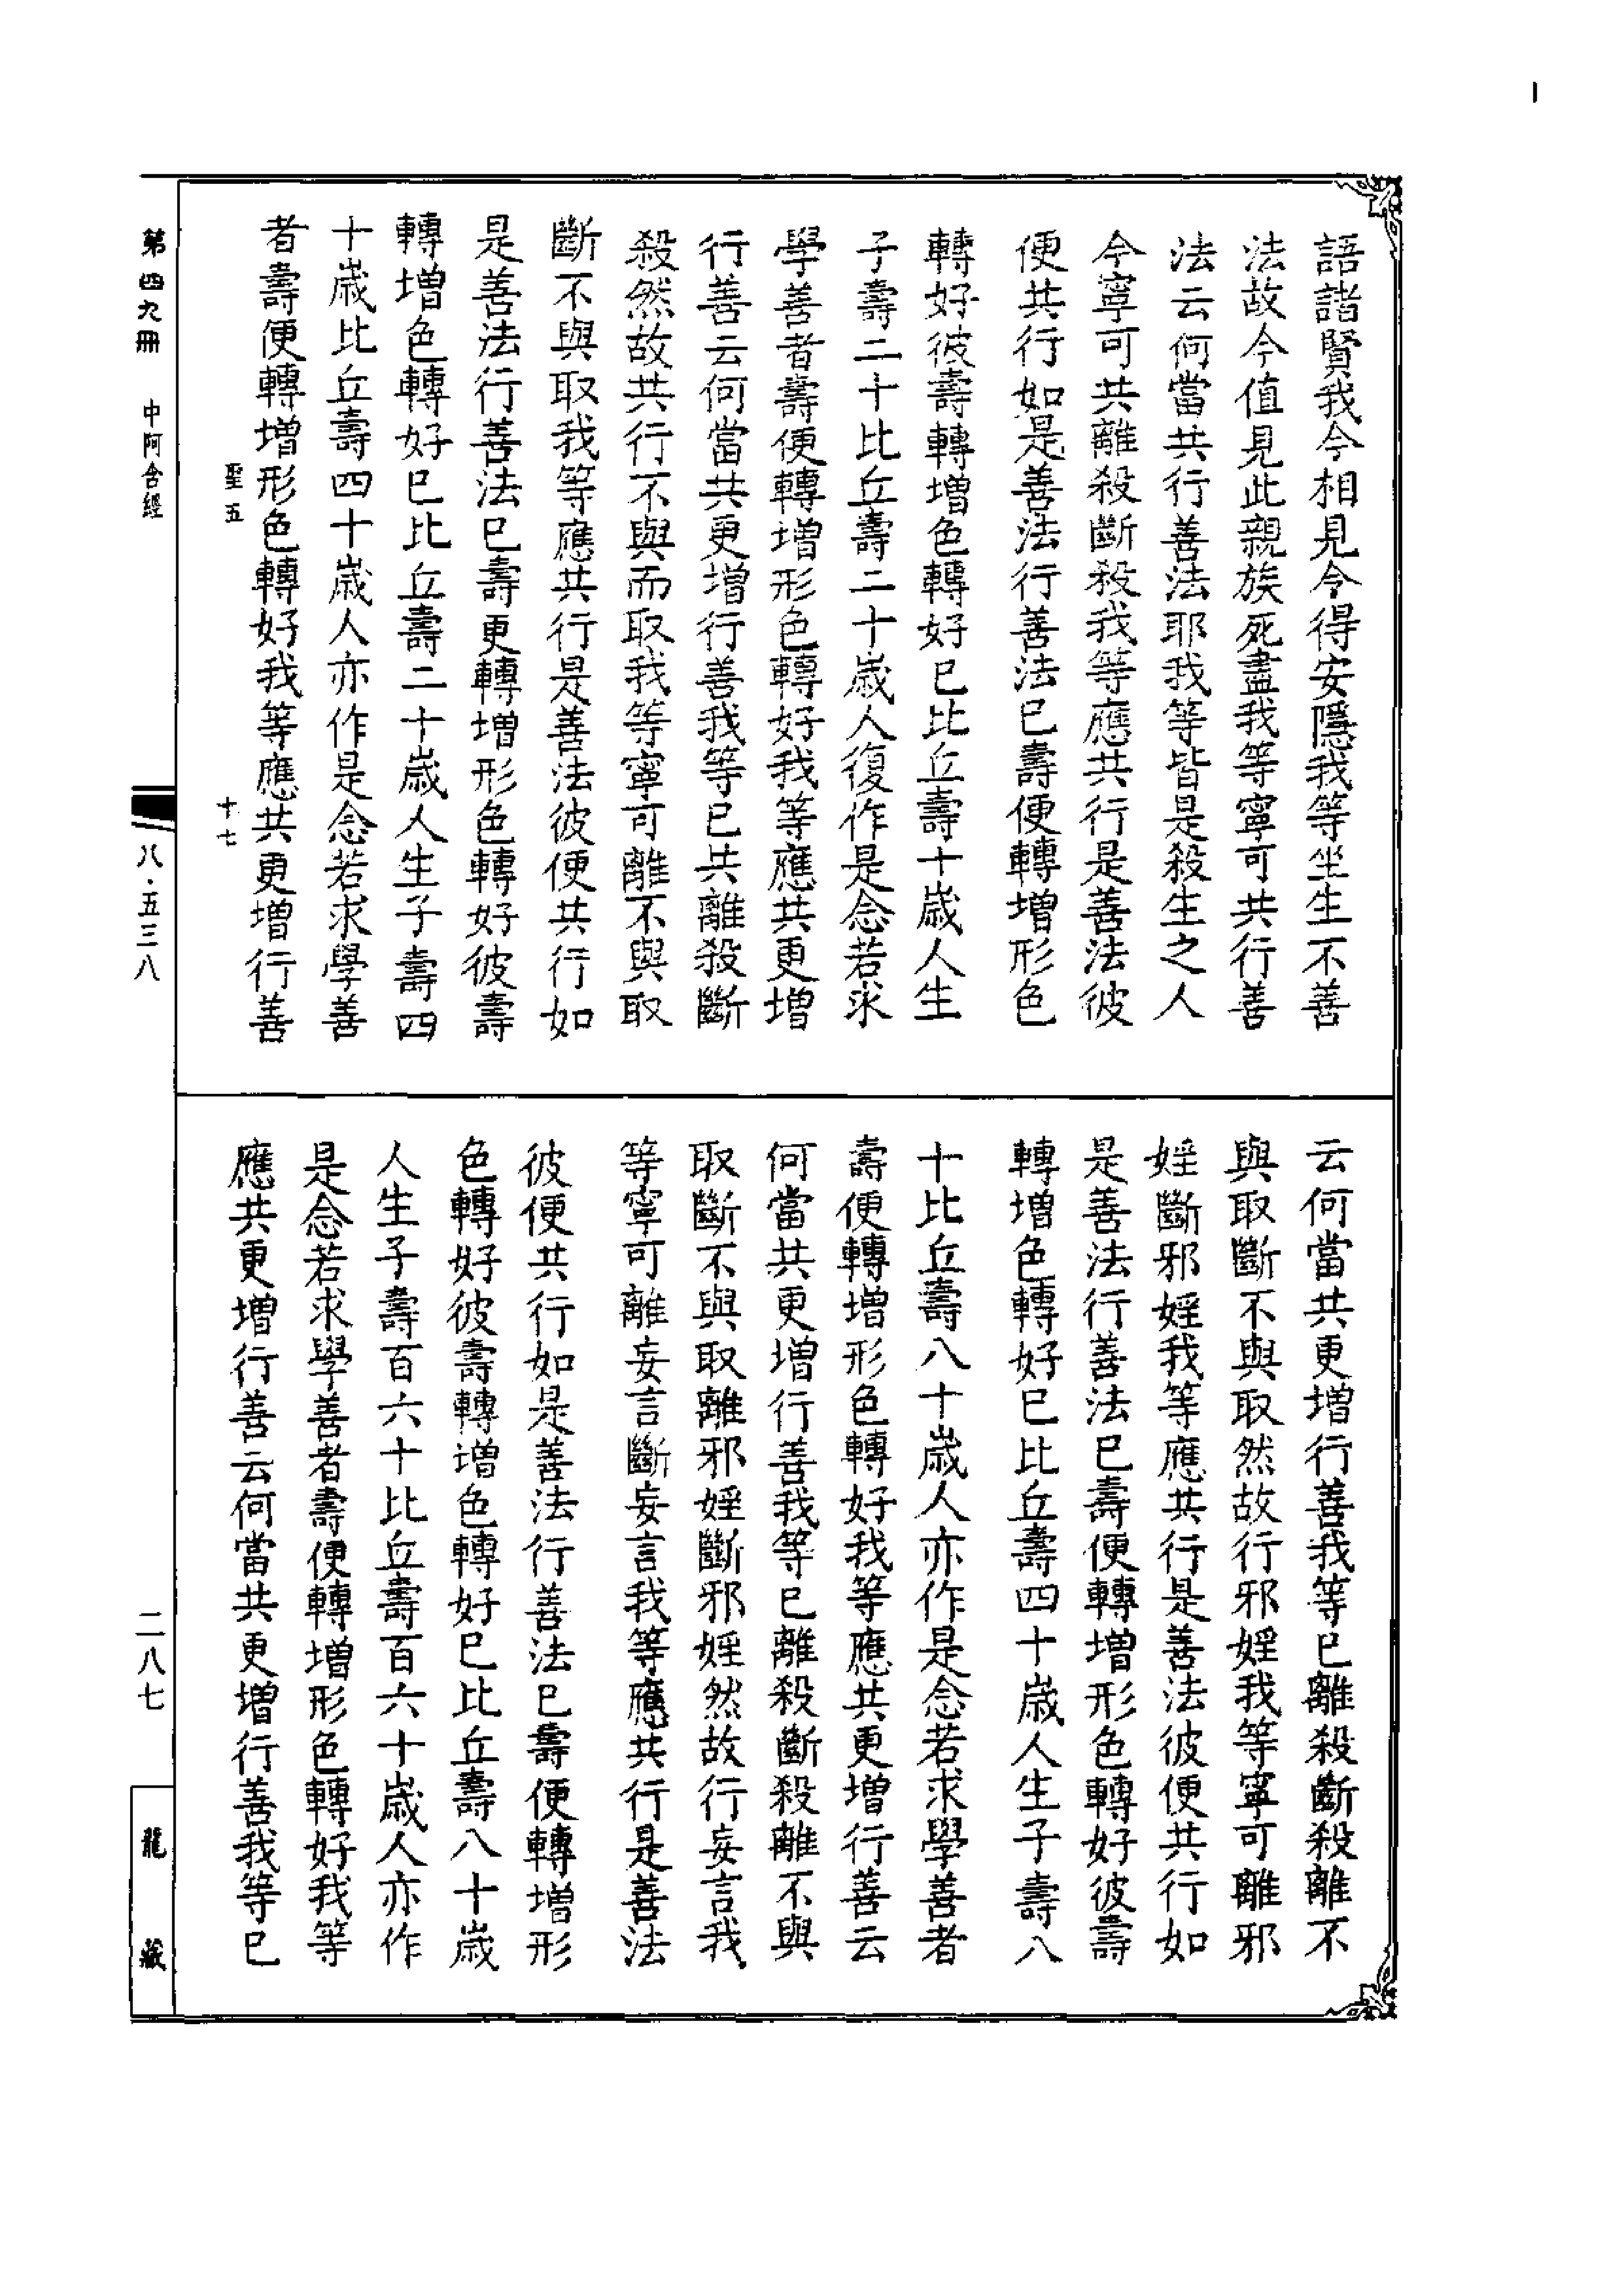 語諸賢我今相見今得安隱我等坐生不善
法故今值見此親族死盡我等寧可共行善
法云何當共行善法耶我等皆是殺生之人
今寧可共離殺斷殺我等應共行是善法彼
便共行如是善法行善法已壽便轉增形色
轉好彼壽轉增色轉好已比丘壽十歲人生
子壽二十比丘壽二十歲人復作是念若求
學善者壽便轉增形色轉好我等應共更增
行善云何當共更增行善我等已共離殺斷
殺然故共行不與而取我等寧可離不與取
斷不與取我等應共行是善法彼便共行如
是善法行善法已壽更轉增形色轉好彼壽
轉增色轉好已比丘壽二十歲人生子壽四
十歲比丘壽四十歲人亦作是念若求學善
者壽便轉增形色轉好我等應共更增行善
云何當共更增行善我等已離殺斷殺離不
與取斷不與取然故行邪婬我等寧可離邪
婬斷邪婬我等應共行是善法彼便共行如
是善法行善法已壽便轉增形色轉好彼壽
轉增色轉好已比丘壽四十歲人生子壽八
十比丘壽八十歲人亦作是念若求學善者
壽便轉增形色轉好我等應共更增行善云
何當共更增行善我等已離殺斷殺離不與
取斷不與取離邪婬斷邪婬然故行妄言我
等寧可離妄言斷妄言我等應共行是善法
彼便共行如是善法行善法已壽便轉增形
色轉好彼壽轉增色轉好已比丘壽八十歲
人生子壽百六十比丘壽百六十歲人亦作
是念若求學善者壽便轉增形色轉好我等
應共更增行善云何當共更增行善我等已
聖五
十七
第四九冊
中阿含經
八·五三八
二八七
龍藏